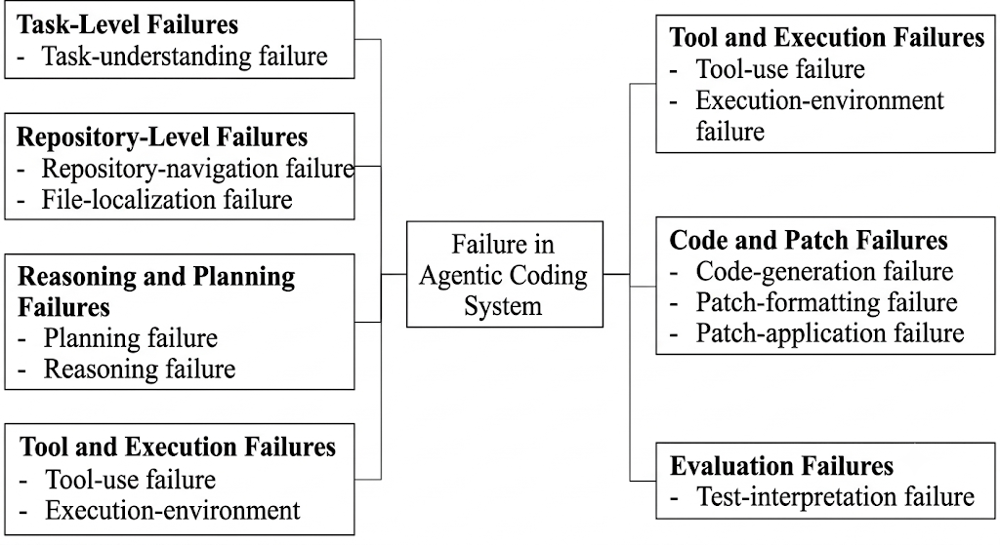 Task-Level Failures
- Task-understanding failure
Repository-Level Failures
- Repository-navigation failure
- File-localization failure
Reasoning and Planning
Failures
- Planning failure
- Reasoning failure
Tool and Execution Failures
- Tool-use failure
- Execution-environment
Failure in
Agentic Coding
System
Tool and Execution Failures
- Tool-use failure
- Execution-environment
failure
Code and Patch Failures
- Code-generation failure
- Patch-formatting failure
- Patch-application failure
Evaluation Failures
- Test-interpretation failure